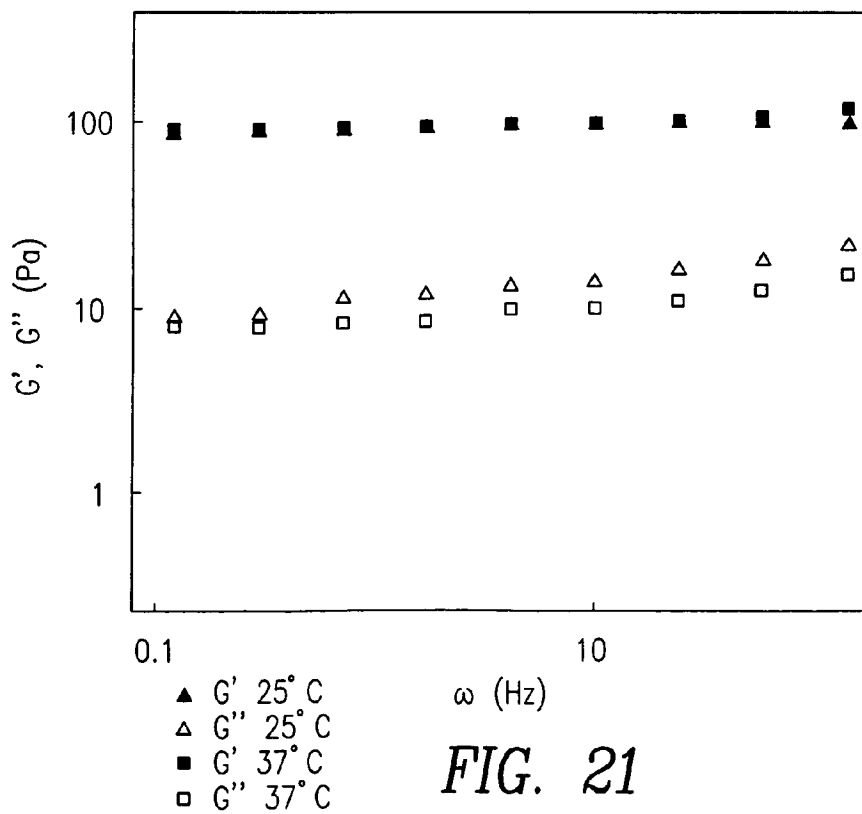 100
10
1
G', G'' (Pa)
0.1
10
ω (Hz)
▲ G' 25° C
△ G'' 25° C
■ G' 37° C
□ G'' 37° C
FIG. 21